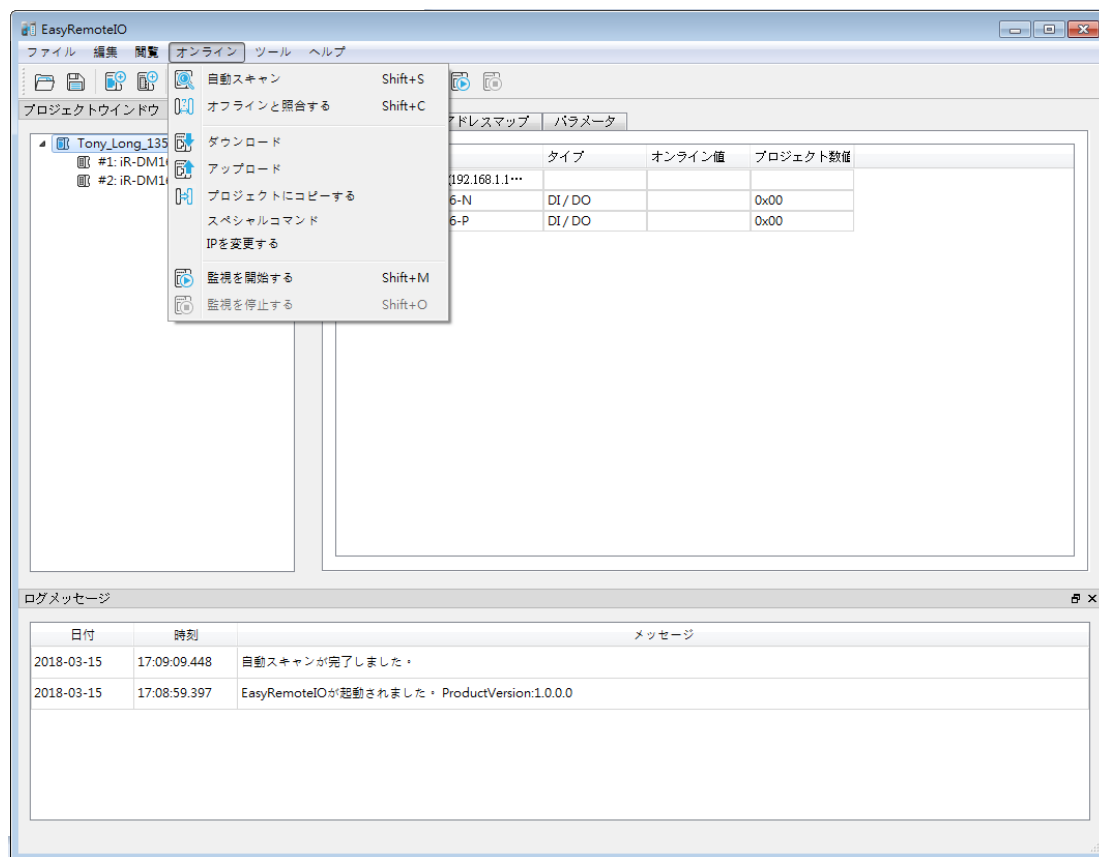 EasyRemoteIO
ファイル 編集 閲覧 オンライン ツール ヘルプ
プロジェクトウインドウ
Tony_Long_135
#1: iR-DM1
#2: iR-DM1
自動スキャン Shift+S
オフラインと照合する Shift+C
ダウンロード
アップロード
プロジェクトにコピーする
スペシャルコマンド
IPを変更する
監視を開始する Shift+M
監視を停止する Shift+O
ドレスマップ パラメータ
タイプ オンライン値 プロジェクト数値
(192.168.1.1…
6-N DI/DO 0x00
6-P DI/DO 0x00
ログメッセージ
日付 時刻 メッセージ
2018-03-15 17:09:09.448 自動スキャンが完了しました。
2018-03-15 17:08:59.397 EasyRemoteIOが起動されました。 ProductVersion:1.0.0.0